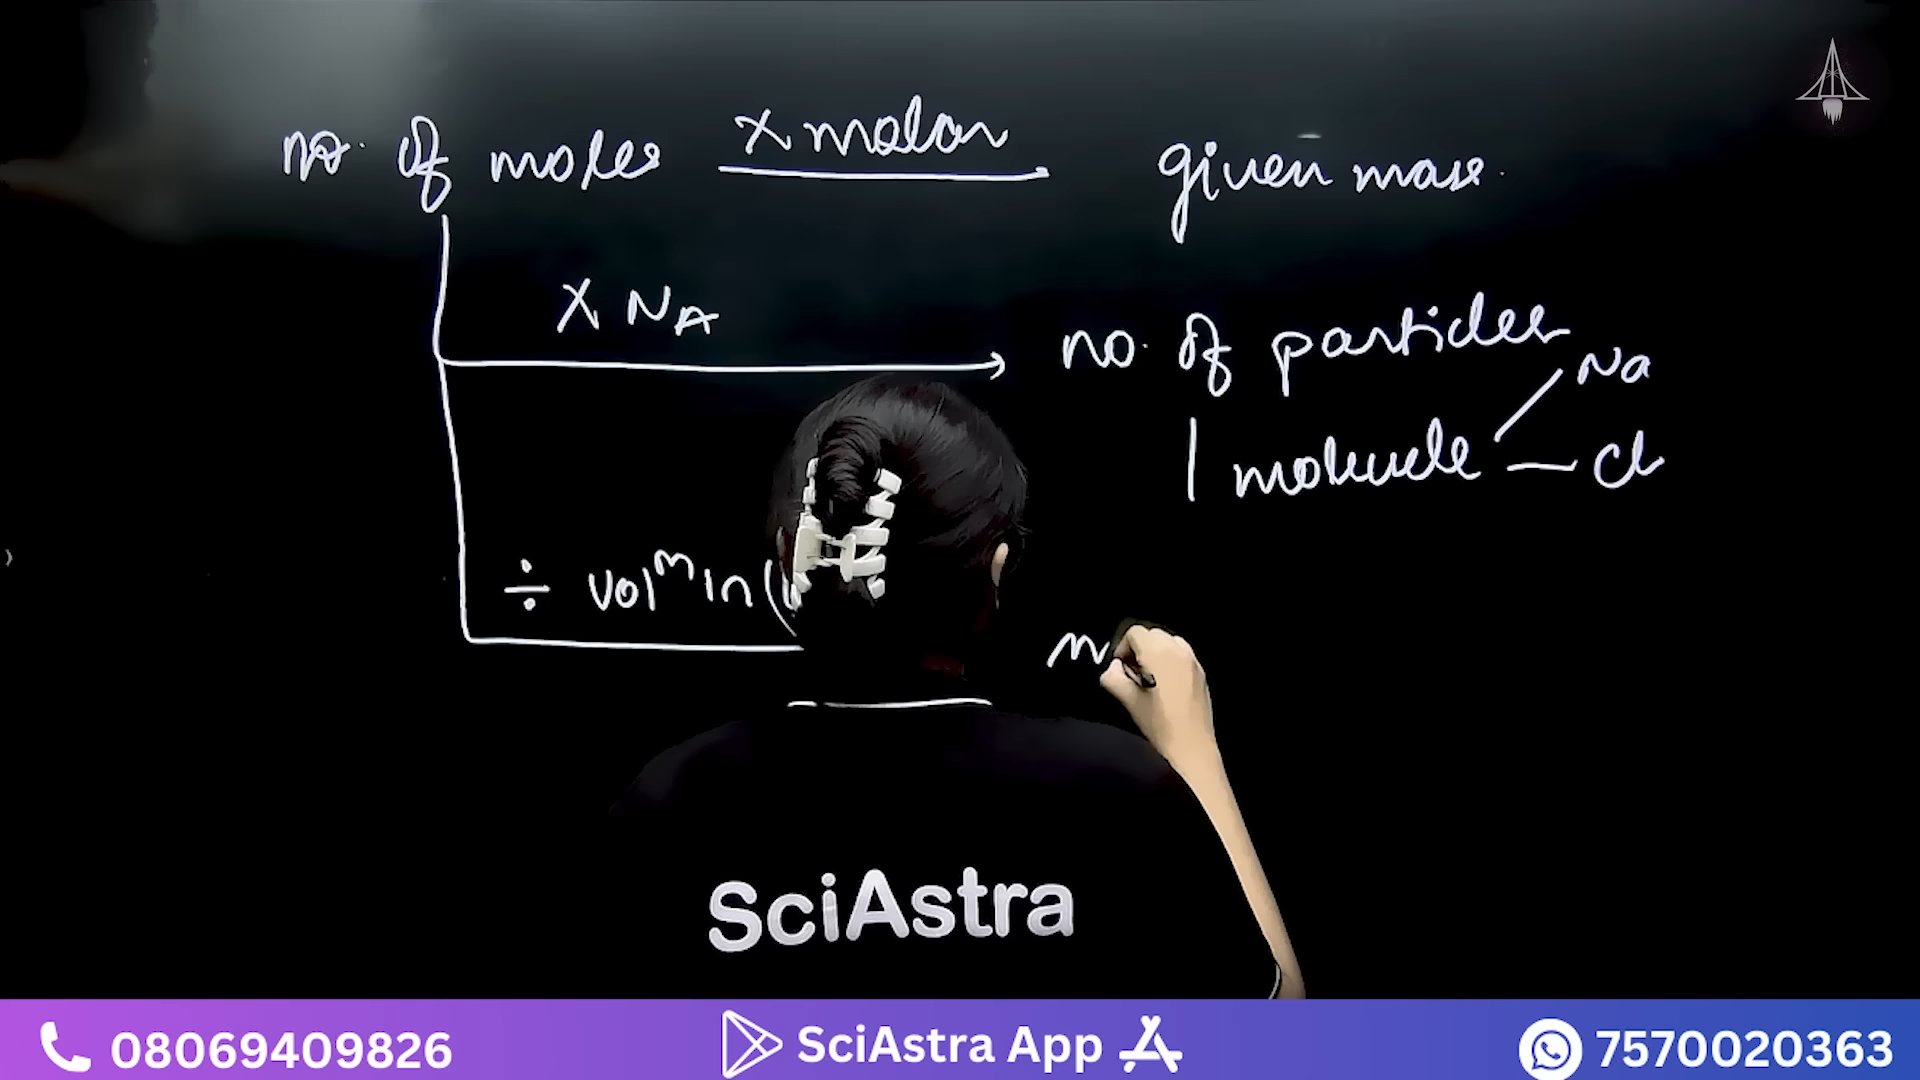 no. of moles x molar given mass.
X NA
no. of particles
1 molecule Na
Cl
÷ vol^m in (
m
SciAstra
08069409826 SciAstra App 7570020363